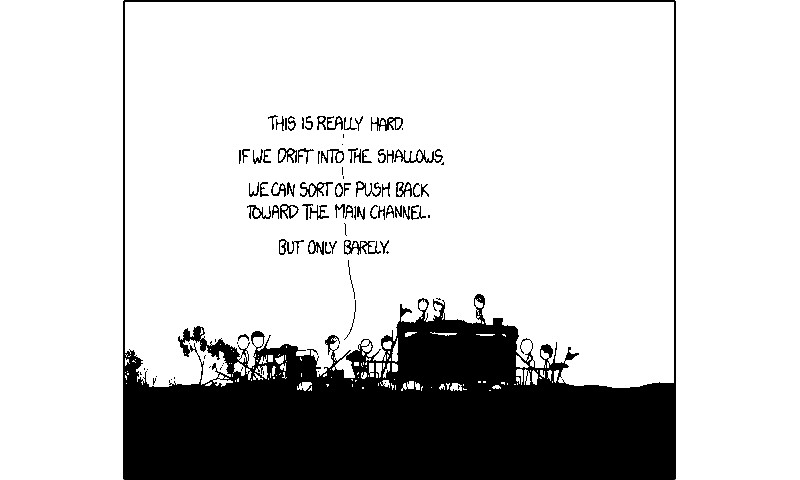 THIS IS REALLY HARD.
IF WE DRIFT INTO THE SHALLOWS,
WE CAN SORT OF PUSH BACK
TOWARD THE MAIN CHANNEL.
BUT ONLY BARELY.